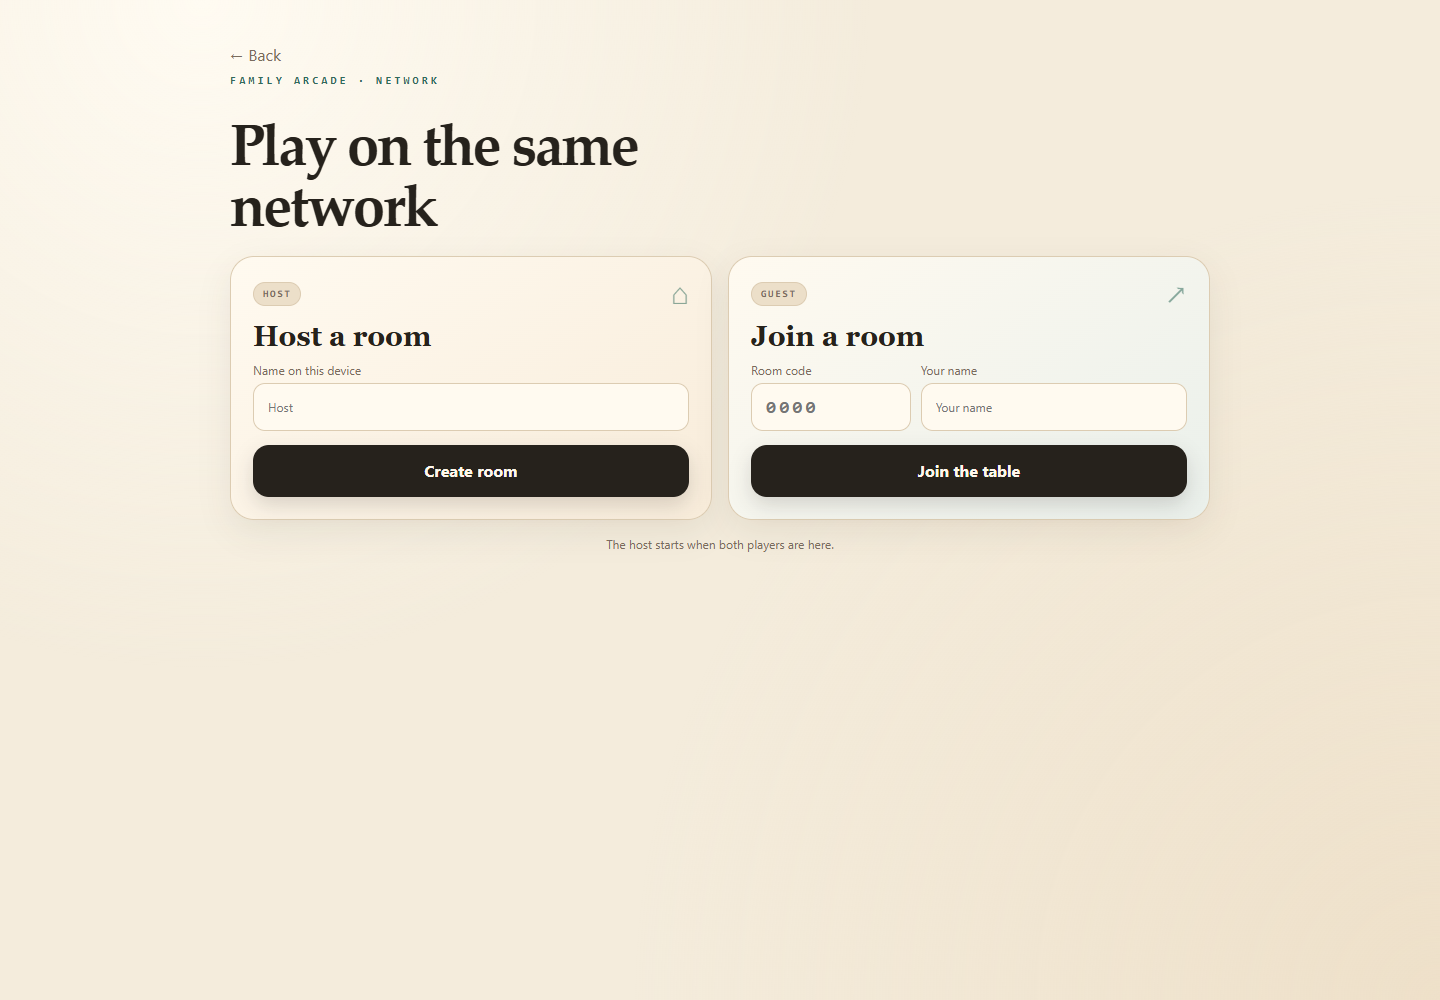 ← Back
FAMILY ARCADE · NETWORK
Play on the same
network
HOST
Host a room
Name on this device
Host
Create room
GUEST
Join a room
Room code
Your name
0000
Your name
Join the table
The host starts when both players are here.